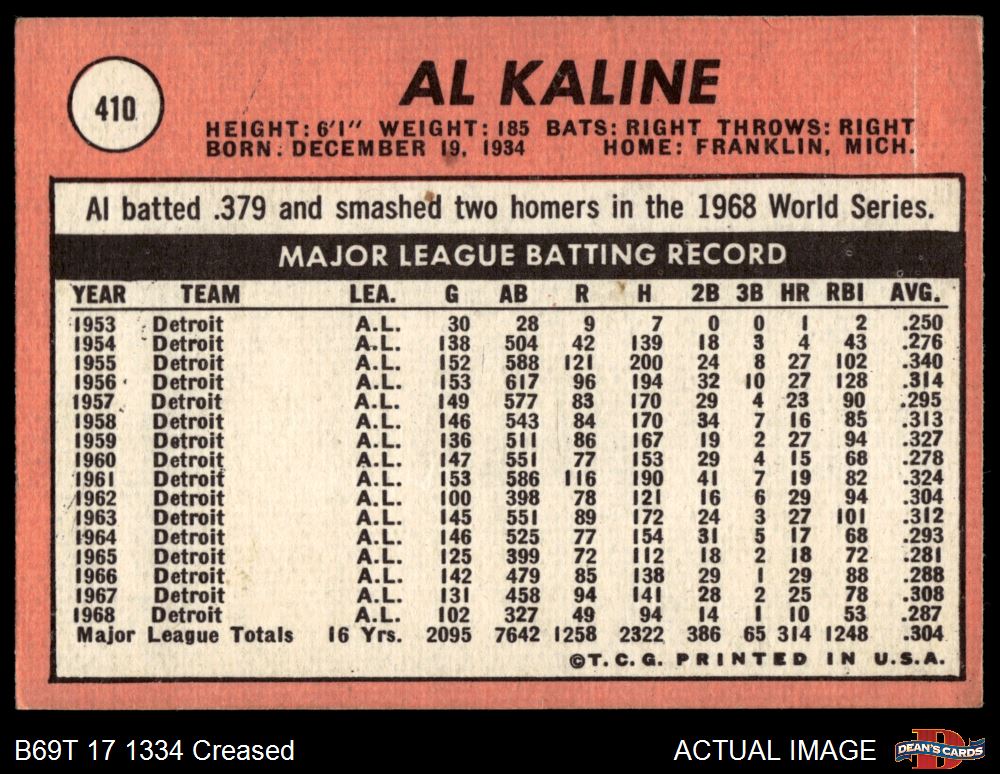 410
AL KALINE
HEIGHT: 6'1" WEIGHT: 185 BATS: RIGHT THROWS: RIGHT
BORN: DECEMBER 19, 1934 HOME: FRANKLIN, MICH.
Al batted .379 and smashed two homers in the 1968 World Series.
MAJOR LEAGUE BATTING RECORD
YEAR TEAM LEA. G AB R H 2B 3B HR RBI AVG.
1953 Detroit A.L. 30 28 9 7 0 0 1 2 .250
1954 Detroit A.L. 138 504 42 139 18 3 4 43 .276
1955 Detroit A.L. 152 588 121 200 24 8 27 102 .340
1956 Detroit A.L. 153 617 96 194 32 10 27 128 .314
1957 Detroit A.L. 149 577 83 170 29 4 23 90 .295
1958 Detroit A.L. 146 543 84 170 34 7 16 85 .313
1959 Detroit A.L. 136 511 86 167 19 2 27 94 .327
1960 Detroit A.L. 147 551 77 153 29 4 15 68 .278
1961 Detroit A.L. 153 586 116 190 41 7 19 82 .324
1962 Detroit A.L. 100 398 78 121 16 6 29 94 .304
1963 Detroit A.L. 145 551 89 172 24 3 27 101 .312
1964 Detroit A.L. 146 525 77 154 31 5 17 68 .293
1965 Detroit A.L. 125 399 72 112 18 2 18 72 .281
1966 Detroit A.L. 142 479 85 138 29 1 29 88 .288
1967 Detroit A.L. 131 458 94 141 28 2 25 78 .308
1968 Detroit A.L. 102 327 49 94 14 1 10 53 .287
Major League Totals 16 Yrs. 2095 7642 1258 2322 386 65 314 1248 .304
©T.C.G. PRINTED IN U.S.A.
B69T 17 1334 Creased ACTUAL IMAGE
DEAN'S CARDS